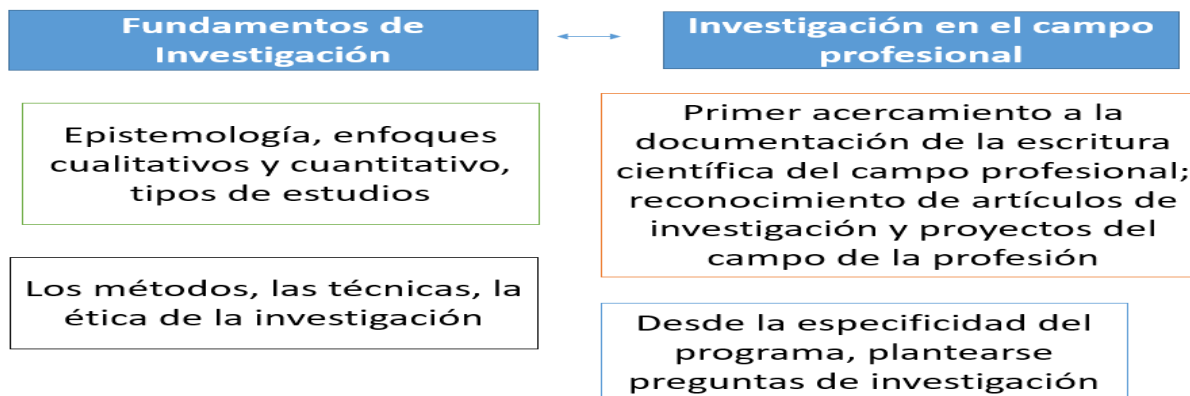 Fundamentos de
Investigación
Investigación en el campo
profesional
Epistemología, enfoques
cualitativos y cuantitativo,
tipos de estudios
Primer acercamiento a la
documentación de la escritura
científica del campo profesional;
reconocimiento de artículos de
investigación y proyectos del
campo de la profesión
Los métodos, las técnicas, la
ética de la investigación
Desde la especificidad del
programa, plantearse
preguntas de investigación